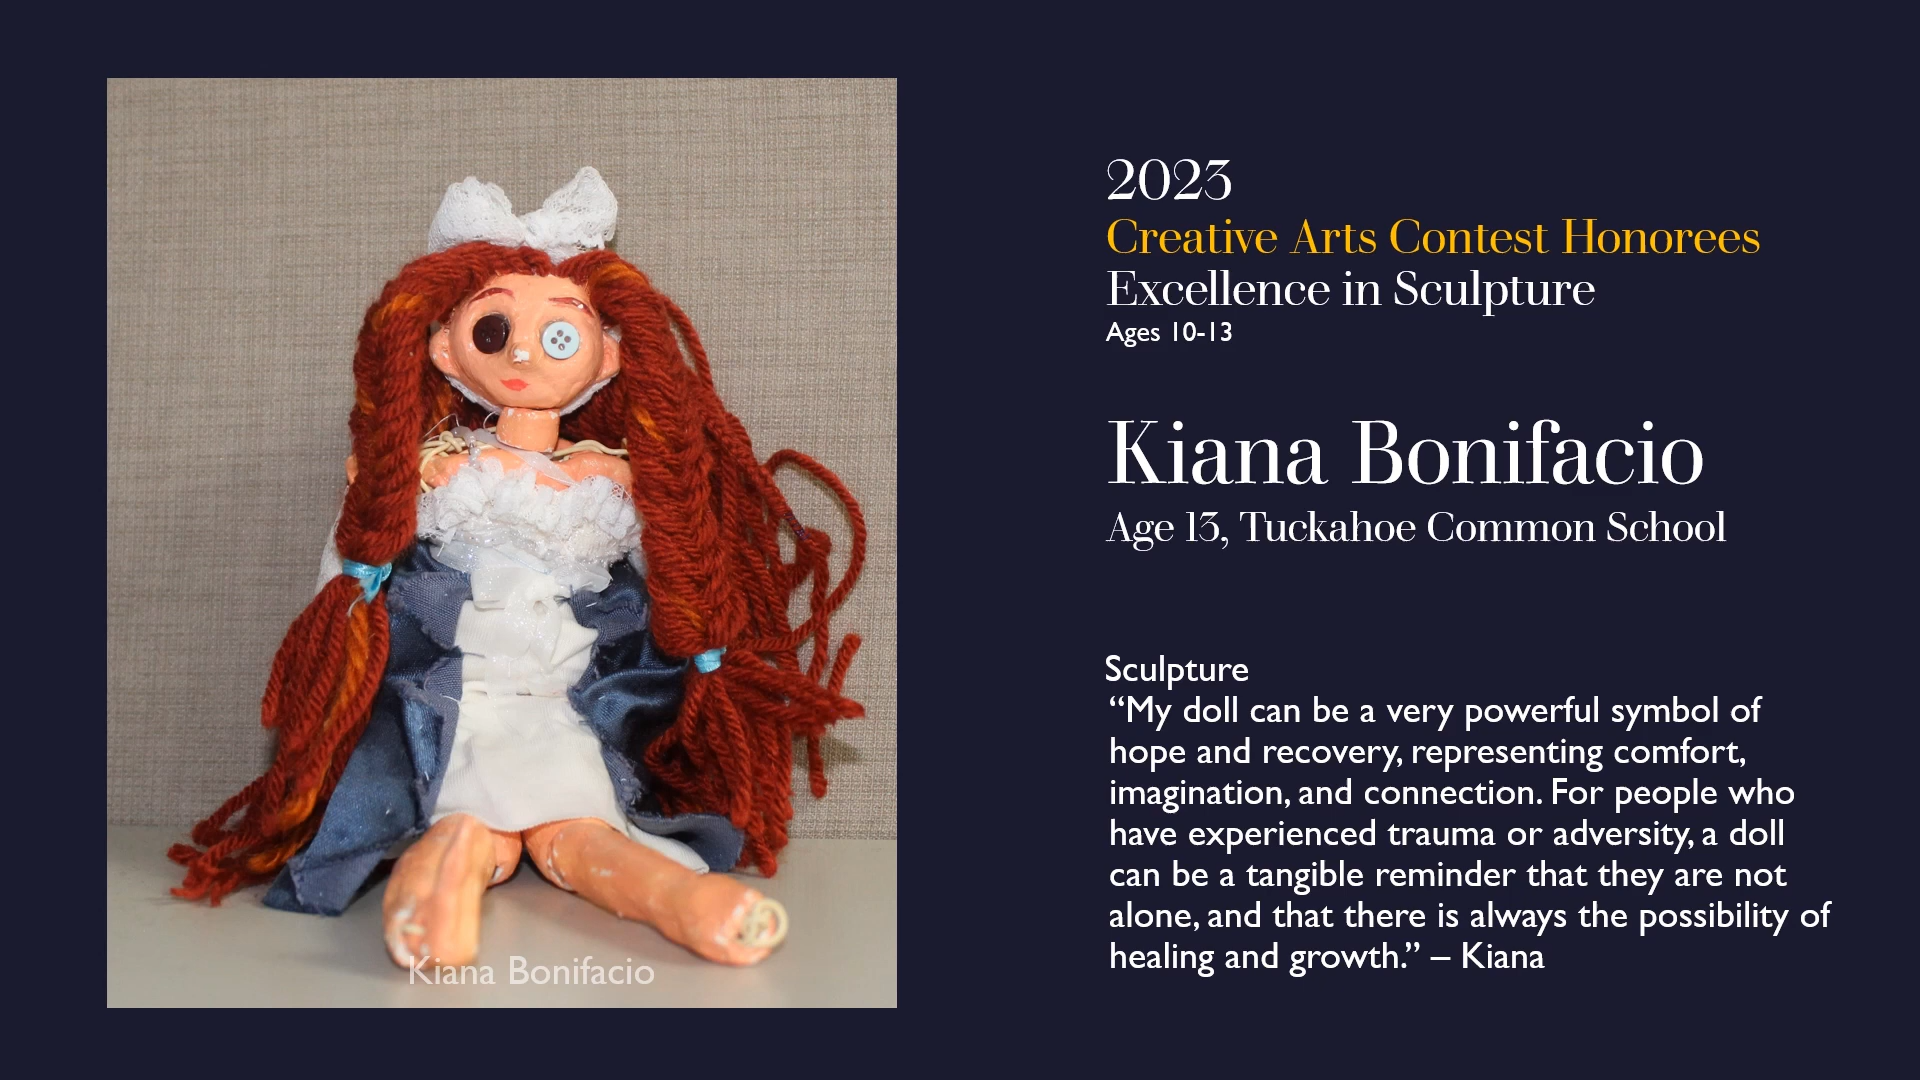 2023
Creative Arts Contest Honorees
Excellence in Sculpture
Ages 10-13
Kiana Bonifacio
Age 13, Tuckahoe Common School
Sculpture
“My doll can be a very powerful symbol of
hope and recovery, representing comfort,
imagination, and connection. For people who
have experienced trauma or adversity, a doll
can be a tangible reminder that they are not
alone, and that there is always the possibility of
healing and growth.” – Kiana
Kiana Bonifacio